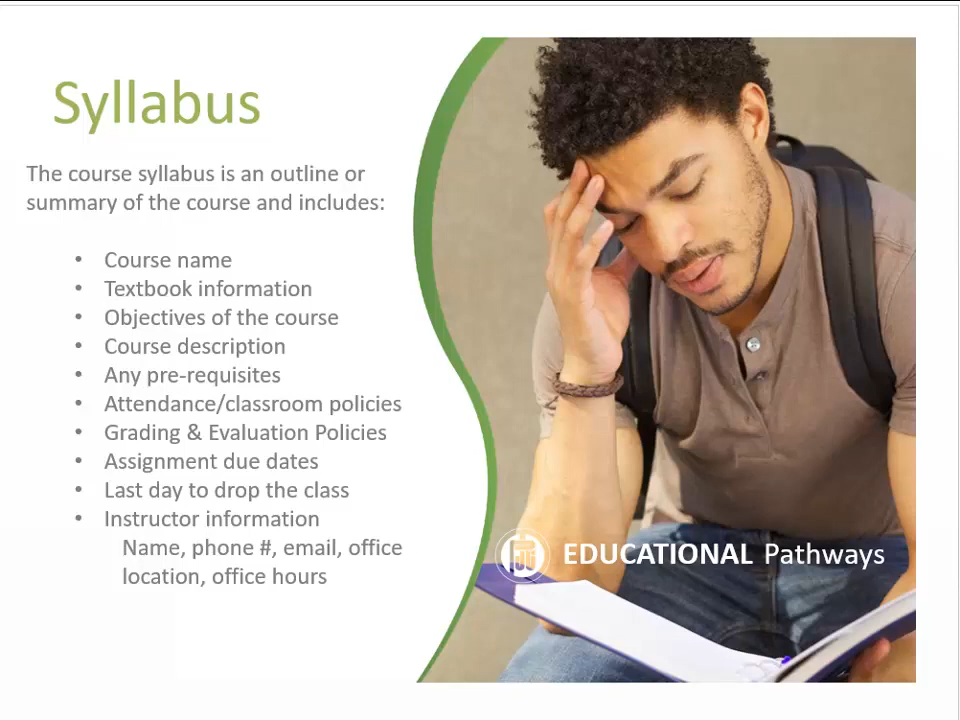 Syllabus
The course syllabus is an outline or
summary of the course and includes:
• Course name
• Textbook information
• Objectives of the course
• Course description
• Any pre-requisites
• Attendance/classroom policies
• Grading & Evaluation Policies
• Assignment due dates
• Last day to drop the class
• Instructor information
Name, phone #, email, office
location, office hours
EDUCATIONAL Pathways